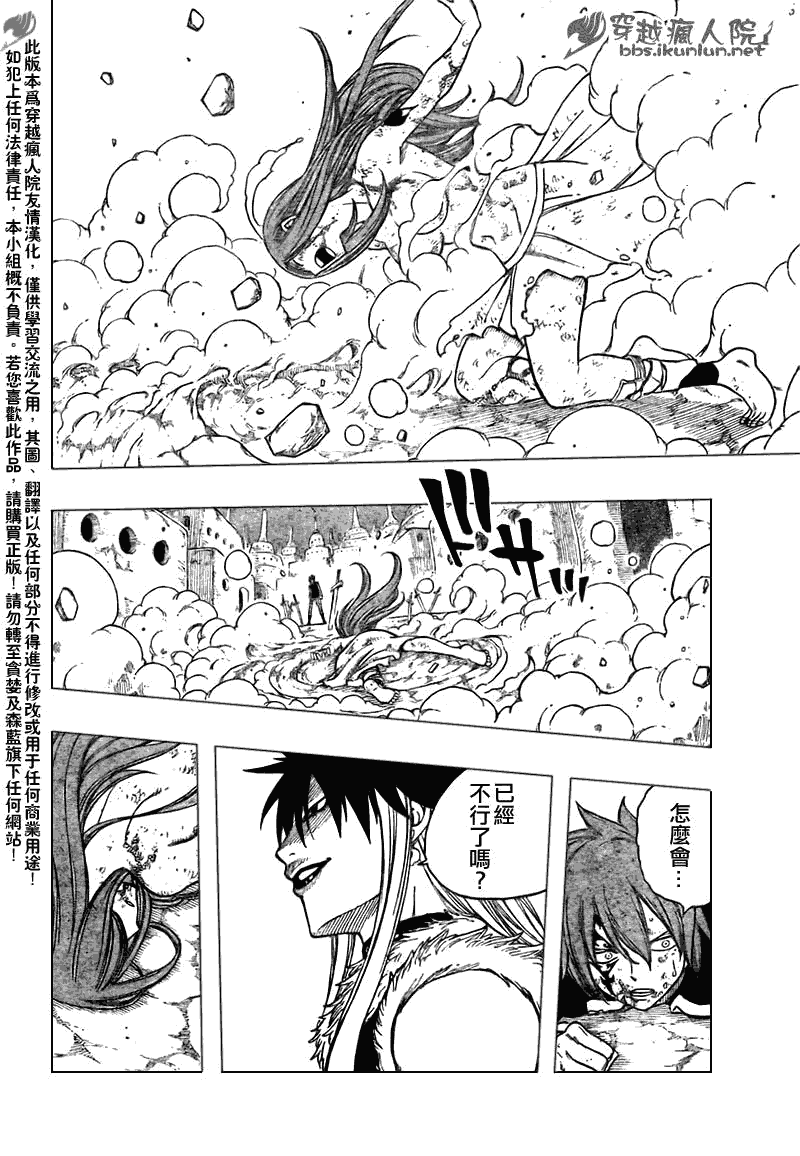 穿越瘋人院
bbs.ikunlun.net
此版本爲穿越瘋人院友情漢化，僅供學習交流之用，其圖、翻譯以及任何部分不得進行修改或用于任何商業用途！
如犯上任何法律責任，本小組概不負責。若您喜歡此作品，請購買正版！請勿轉至貪婪及森藍旗下任何網站！
ドサッ
怎麼會…
已經
不行了嗎？